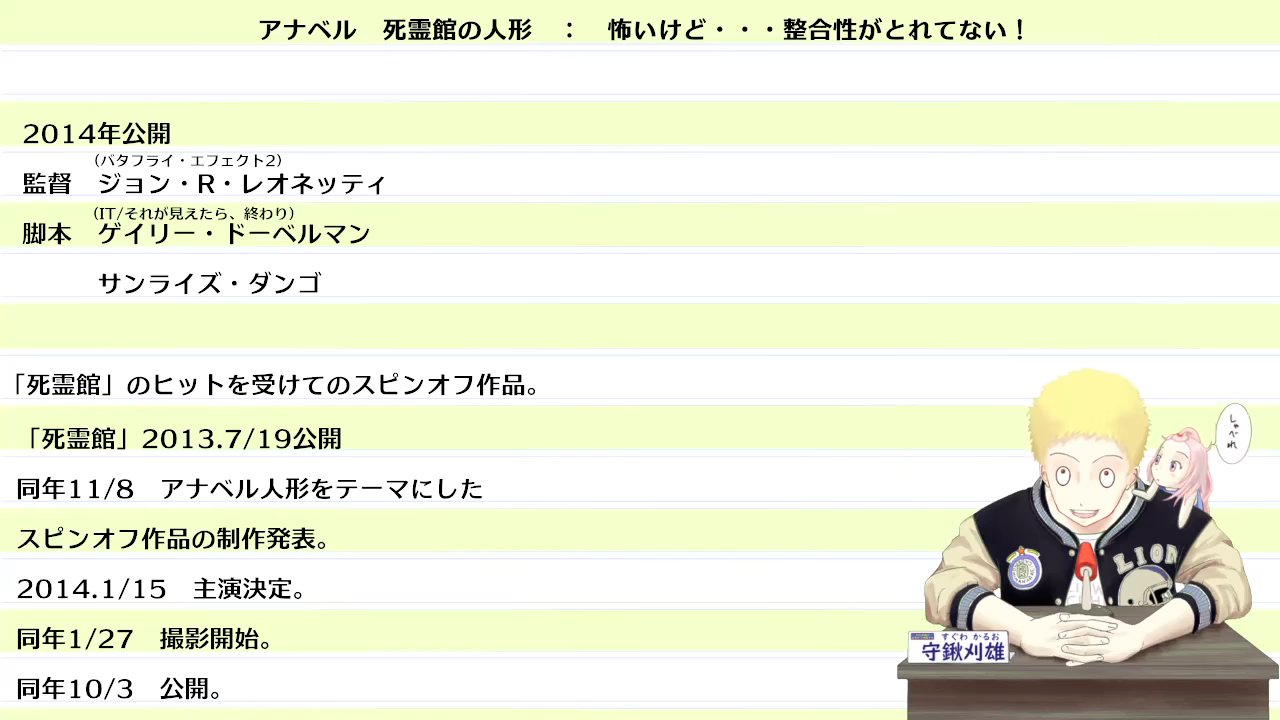 アナベル　死霊館の人形　：　怖いけど・・・整合性がとれてない！
2014年公開
（バタフライ・エフェクト2）
監督　ジョン・R・レオネッティ
（IT/それが見えたら、終わり）
脚本　ゲイリー・ドーベルマン
サンライズ・ダンゴ
「死霊館」のヒットを受けてのスピンオフ作品。
「死霊館」2013.7/19公開
同年11/8　アナベル人形をテーマにした
スピンオフ作品の制作発表。
2014.1/15　主演決定。
同年1/27　撮影開始。
同年10/3　公開。
しゃべれ
LION
すぐわ かるお
守鍬刈雄